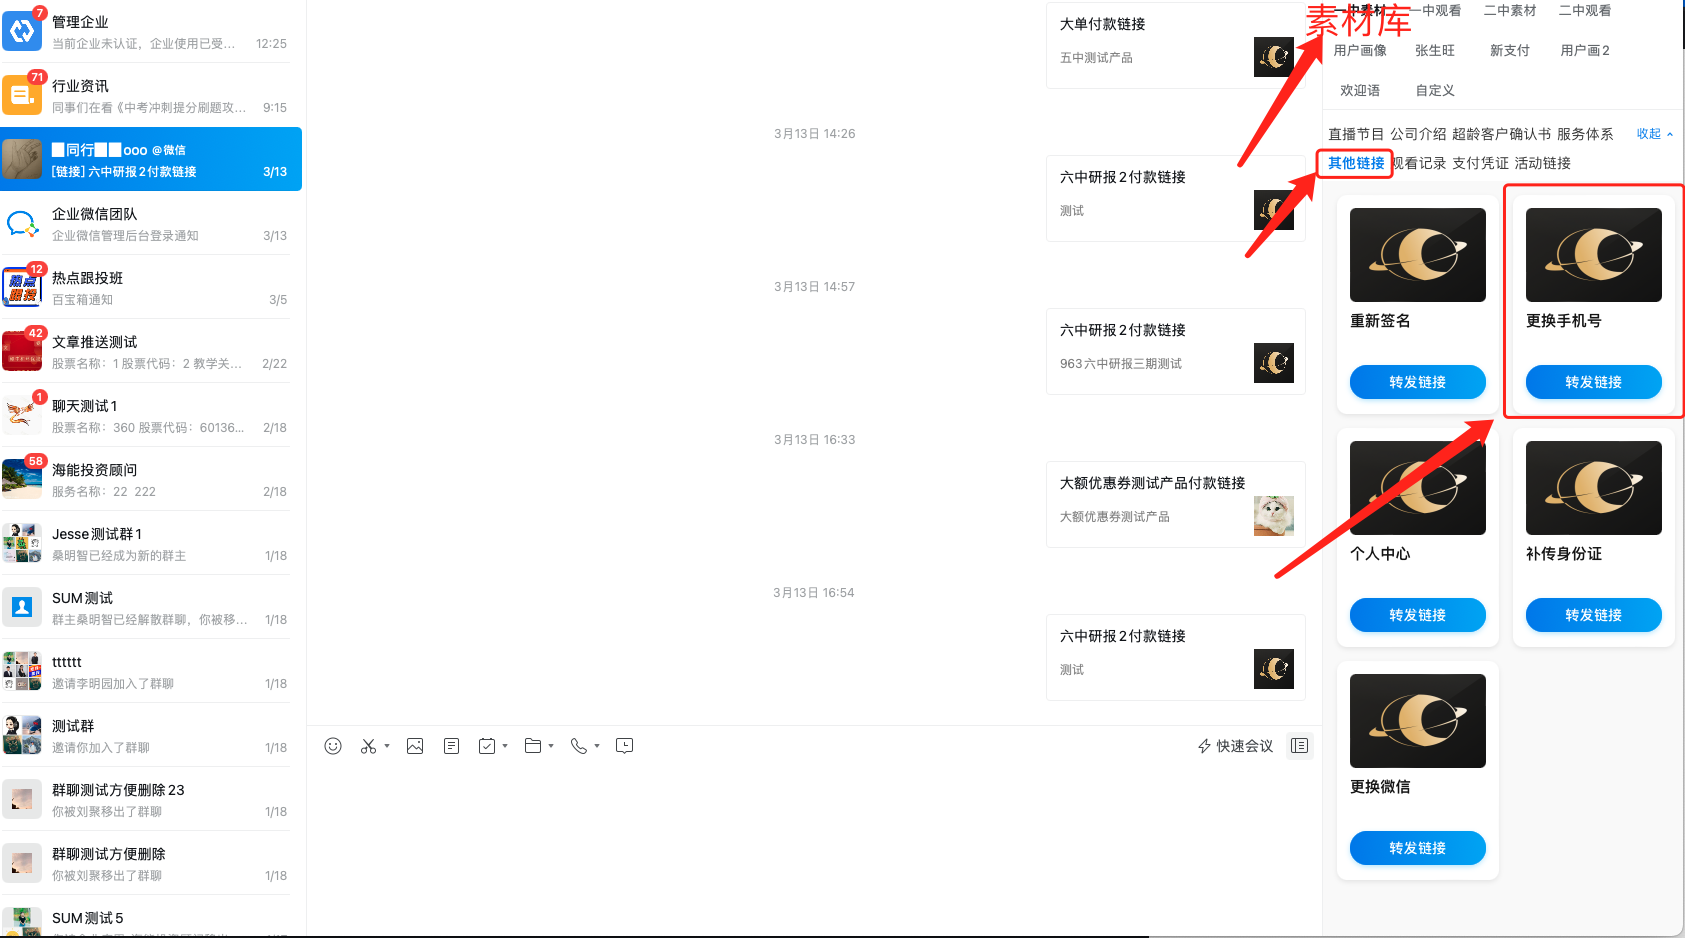 7
管理企业
当前企业未认证，企业使用已受... 12:25
71
行业资讯
同事们在看《中考冲刺提分刷题攻... 9:15
同行 ooo @微信
[链接] 六中研报2付款链接 3/13
企业微信团队
企业微信管理后台登录通知 3/13
12
热点跟投班
百宝箱通知 3/5
42
文章推送测试
股票名称：1 股票代码：2 教学关... 2/22
1
聊天测试1
股票名称：360 股票代码：60136... 2/18
58
海能投资顾问
服务名称：22 222 2/18
Jesse测试群1
桑明智已经成为新的群主 1/18
SUM测试
群主桑明智已经解散群聊，你被移... 1/18
tttttt
邀请李明园加入了群聊 1/18
测试群
邀请你加入了群聊 1/18
群聊测试方便删除23
你被刘聚移出了群聊 1/18
群聊测试方便删除
你被刘聚移出了群聊 1/18
SUM测试5
大单付款链接
五中测试产品
3月13日 14:26
六中研报2付款链接
测试
3月13日 14:57
六中研报2付款链接
963六中研报三期测试
3月13日 16:33
大额优惠券测试产品付款链接
大额优惠券测试产品
3月13日 16:54
六中研报2付款链接
测试
快速会议
素材库
一中素材 一中观看 二中素材 二中观看
用户画像 张生旺 新支付 用户画2
欢迎语 自定义
直播节目 公司介绍 超龄客户确认书 服务体系 收起
其他链接 观看记录 支付凭证 活动链接
重新签名 更换手机号
转发链接 转发链接
个人中心 补传身份证
转发链接 转发链接
更换微信
转发链接